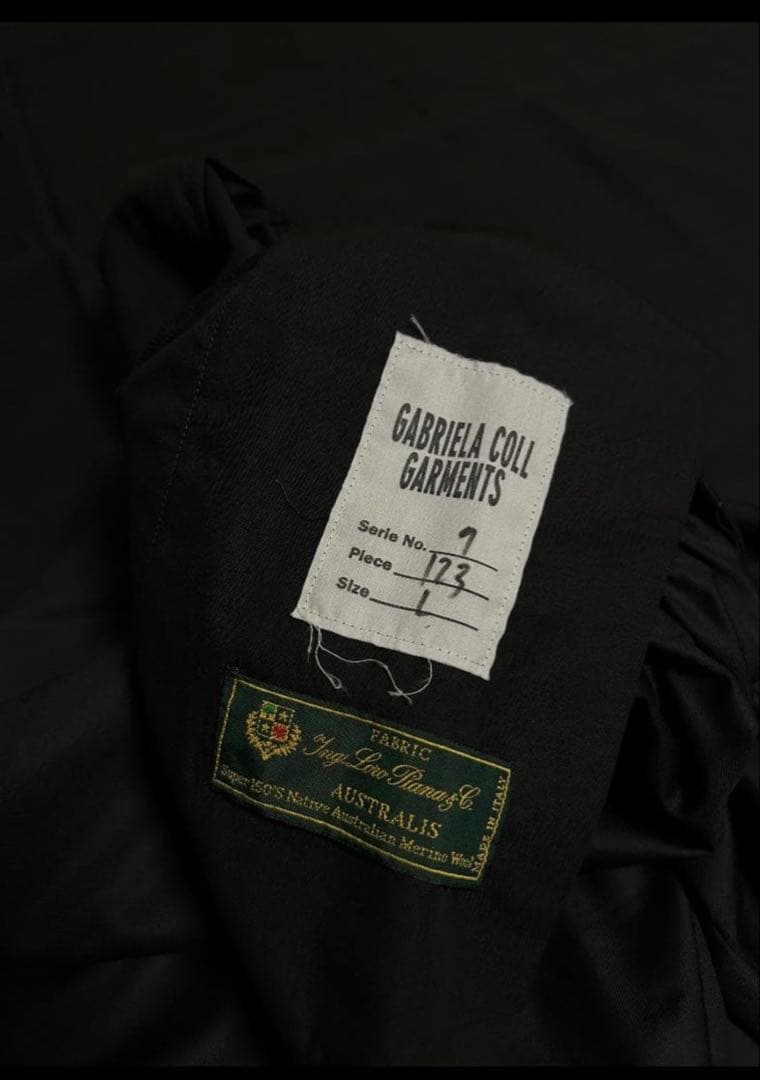 GABRIELA COLL
GARMENTS
Serie No. 9
Piece 123
Size L
FABRIC
Ing. Loro Piana & C.
AUSTRALIS
Super 150'S Native Australian Merino Wool
MADE IN ITALY